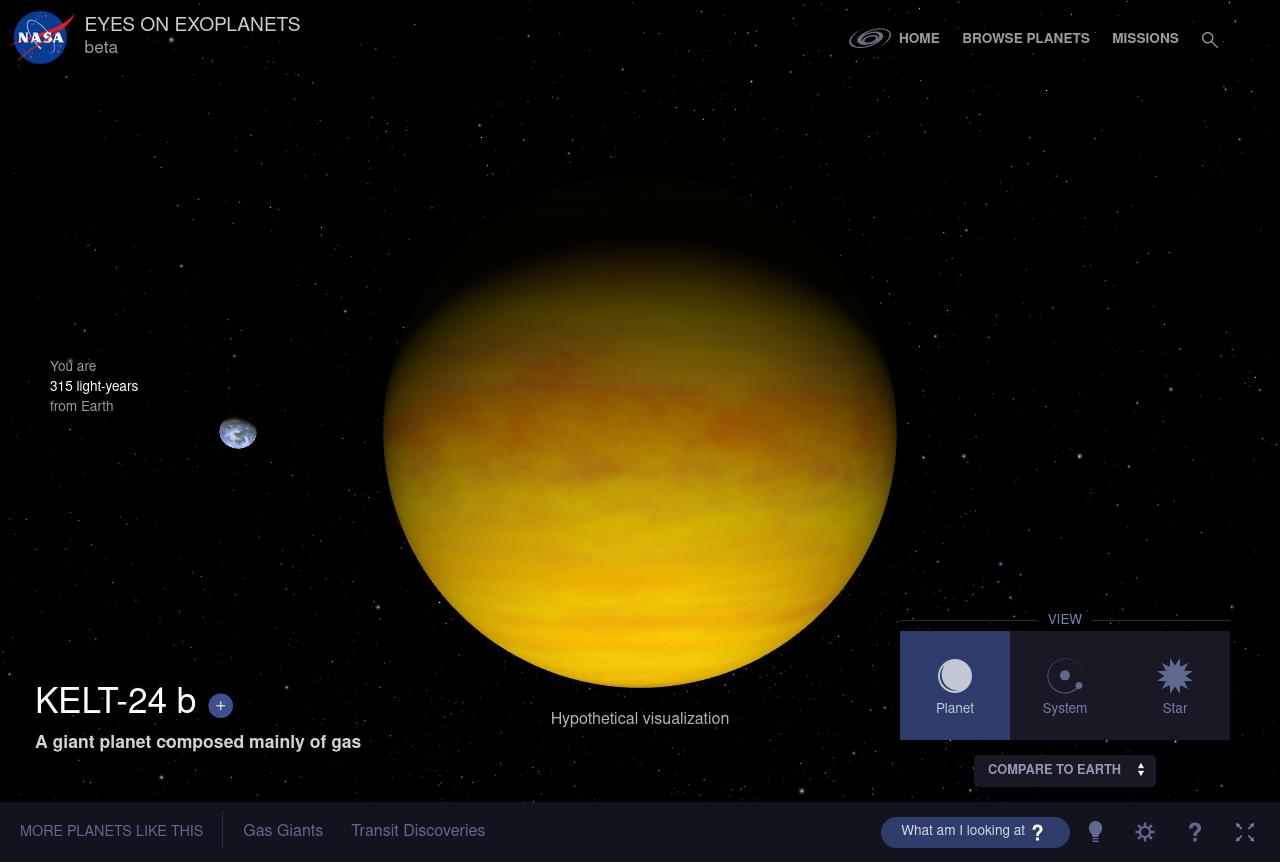 NASA
EYES ON EXOPLANETS
beta
HOME
BROWSE PLANETS
MISSIONS
You are
315 light-years
from Earth
KELT-24 b +
A giant planet composed mainly of gas
Hypothetical visualization
VIEW
Planet
System
Star
COMPARE TO EARTH
MORE PLANETS LIKE THIS
Gas Giants
Transit Discoveries
What am I looking at ?
?